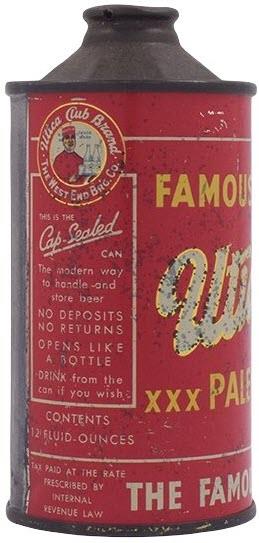 Utica Club Brand
THE WEST END BRG. CO.
THIS IS THE
Cap-Sealed
CAN
The modern way
to handle and
store beer
NO DEPOSITS
NO RETURNS
OPENS LIKE
A BOTTLE
DRINK from the
can if you wish.
CONTENTS
12 FLUID-OUNCES
TAX PAID AT THE RATE
PRESCRIBED BY
INTERNAL
REVENUE LAW
FAMOUS
Uti
XXX PALE
THE FAMO